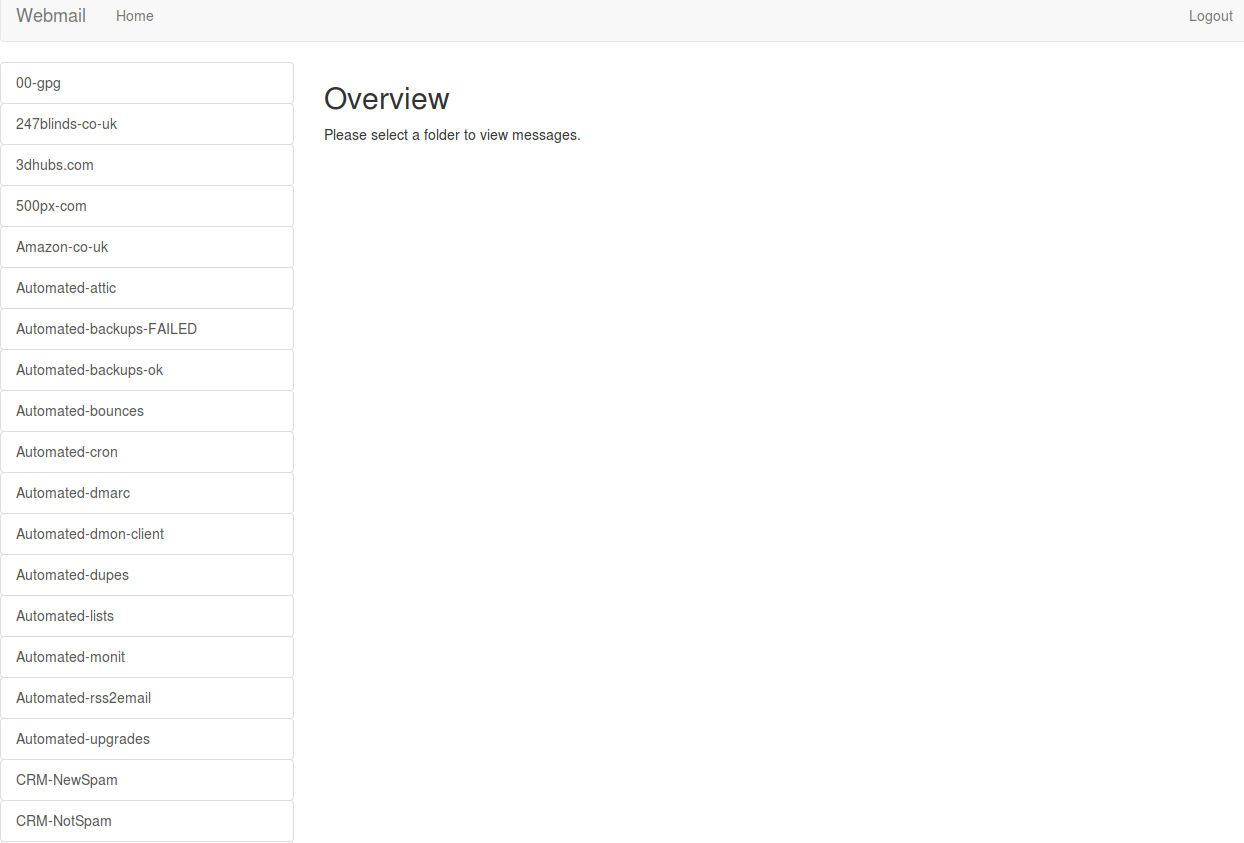 Webmail Home Logout
00-gpg
247blinds-co-uk
3dhubs.com
500px-com
Amazon-co-uk
Automated-attic
Automated-backups-FAILED
Automated-backups-ok
Automated-bounces
Automated-cron
Automated-dmarc
Automated-dmon-client
Automated-dupes
Automated-lists
Automated-monit
Automated-rss2email
Automated-upgrades
CRM-NewSpam
CRM-NotSpam
Overview
Please select a folder to view messages.